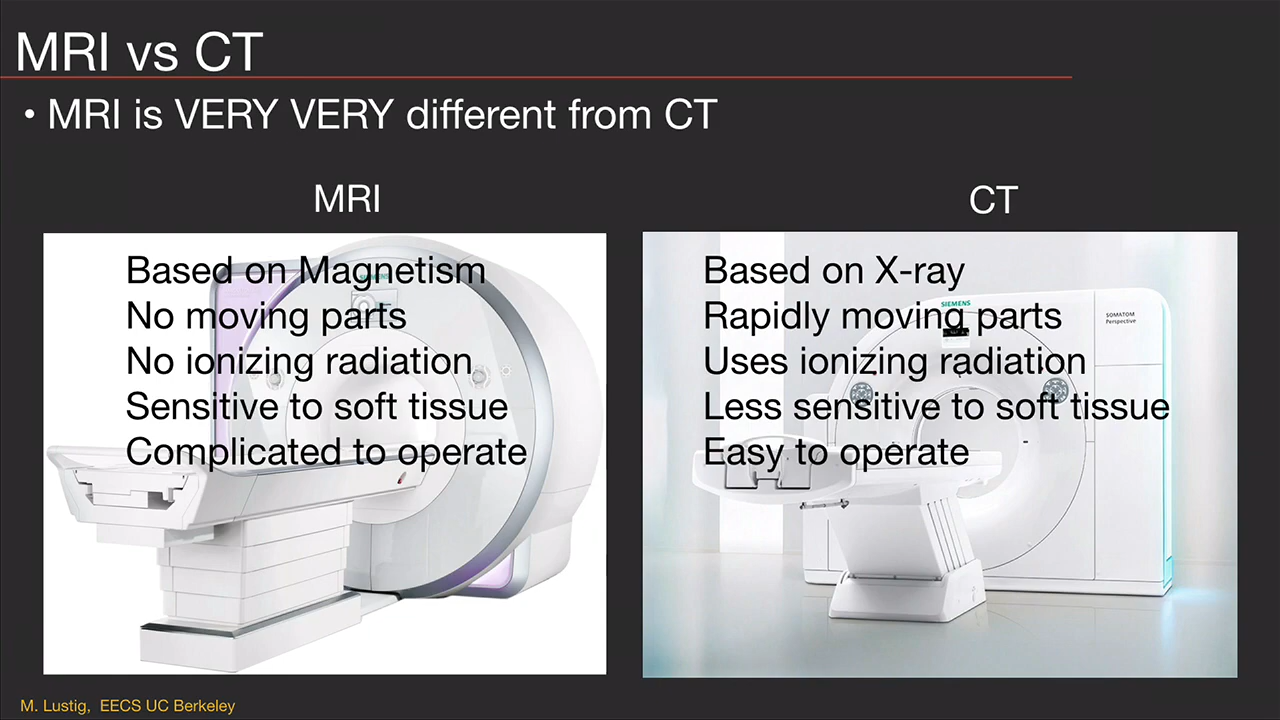 MRI vs CT
• MRI is VERY VERY different from CT
MRI
Based on Magnetism
No moving parts
No ionizing radiation
Sensitive to soft tissue
Complicated to operate
CT
Based on X-ray
SIEMENS
Rapidly moving parts
SOMATOM
Perspective
Uses ionizing radiation
Less sensitive to soft tissue
Easy to operate
M. Lustig, EECS UC Berkeley